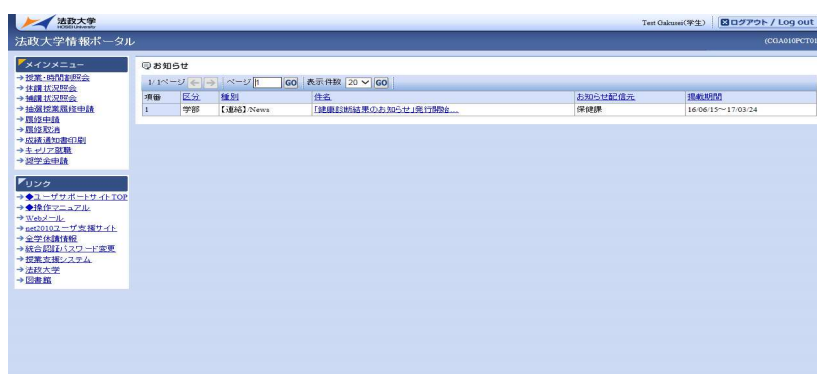 法政大学
HOSEI University
Test Gakusei(学生)
ログアウト / Log out
法政大学情報ポータル
(CGA010PCT01
メインメニュー
授業・時間割照会
休講状況照会
補講状況照会
抽選授業履修申請
履修申請
履修取消
成績通知書印刷
キャリア就職
奨学金申請
リンク
◆ユーザサポートサイトTOP
◆操作マニュアル
Webメール
net2010ユーザ支援サイト
全学休講情報
統合認証パスワード変更
授業支援システム
法政大学
図書館
お知らせ
1/1ページ ページ 1 GO 表示件数 20 GO
項番 区分 種別 件名 お知らせ配信元 掲載期間
1 学部 【連絡】/News 「健康診断結果のお知らせ」発行開始... 保健課 16/06/15~17/03/24